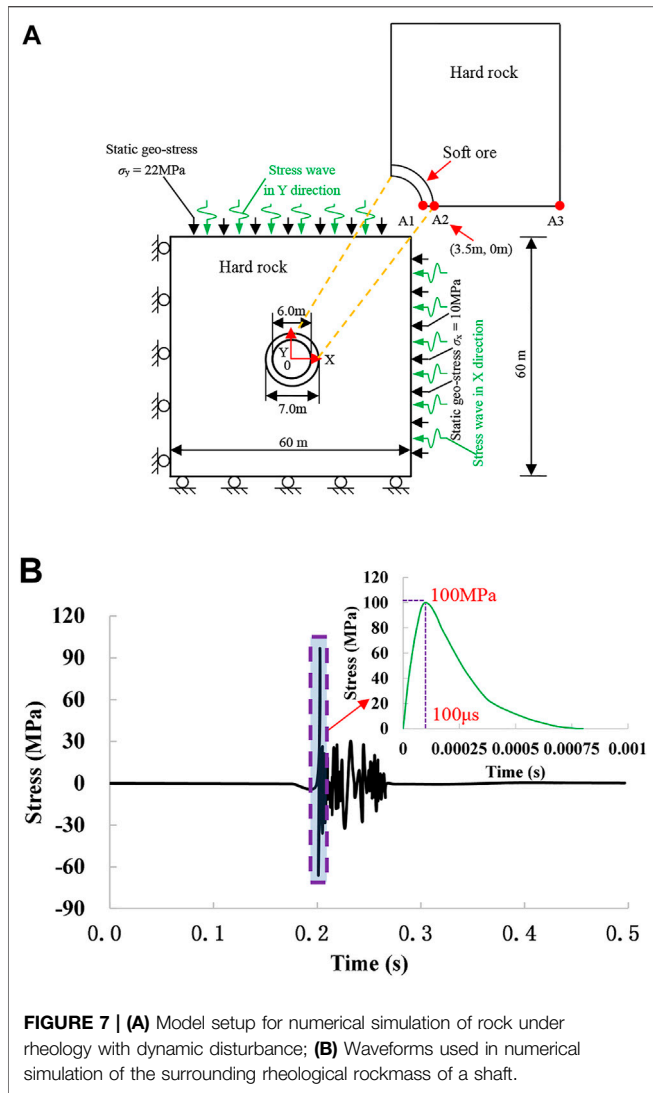 A
Hard rock
Soft ore
Static geo-stress
σy = 22MPa
Stress wave
in Y direction
A1
A2
A3
(3.5m, 0m)
Hard rock
6.0m
Y
0
X
7.0m
60 m
Static geo-stress σx = 10MPa
Stress wave in X direction
60 m
B
120
90
60
30
0
-30
-60
-90
Stress (MPa)
0.0
0.1
0.2
0.3
0.4
0.5
Time (s)
120
100
80
60
40
20
0
Stress (MPa)
100MPa
100μs
0
0.00025
0.0005
0.00075
0.001
Time (s)
FIGURE 7 | (A) Model setup for numerical simulation of rock under
rheology with dynamic disturbance; (B) Waveforms used in numerical
simulation of the surrounding rheological rockmass of a shaft.